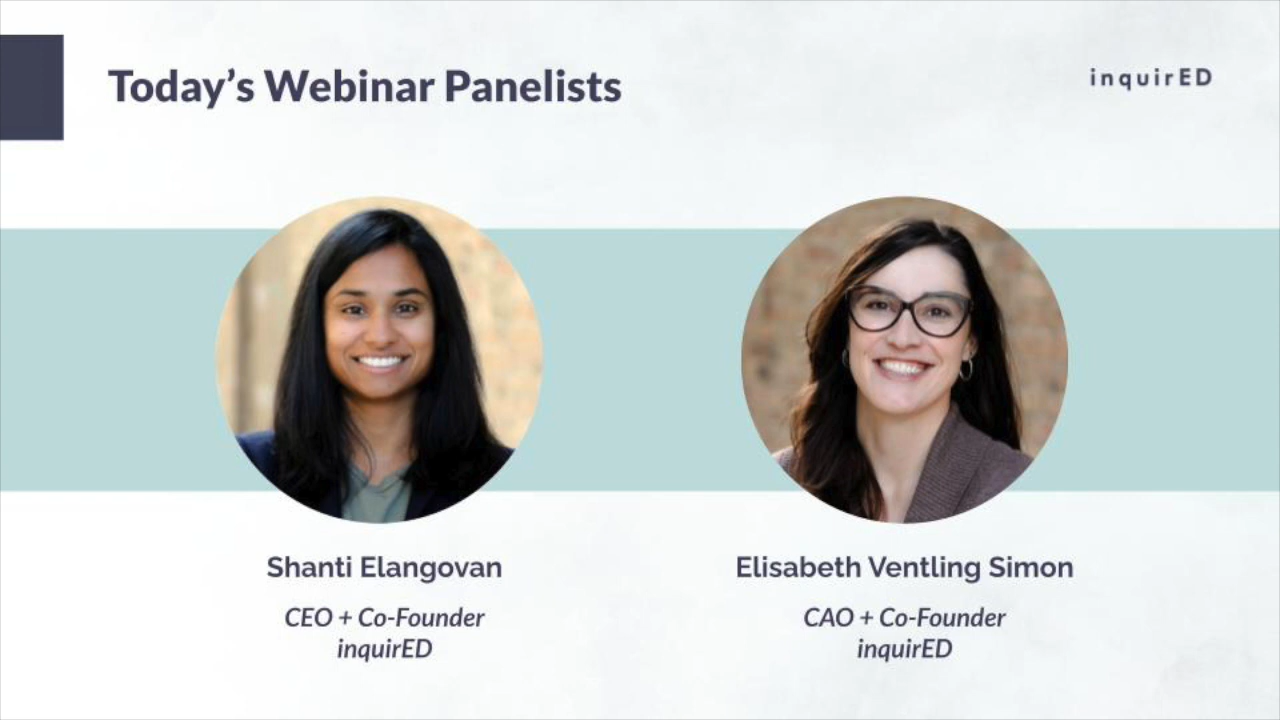 Today’s Webinar Panelists
inquirED
Shanti Elangovan
CEO + Co-Founder
inquirED
Elisabeth Ventling Simon
CAO + Co-Founder
inquirED